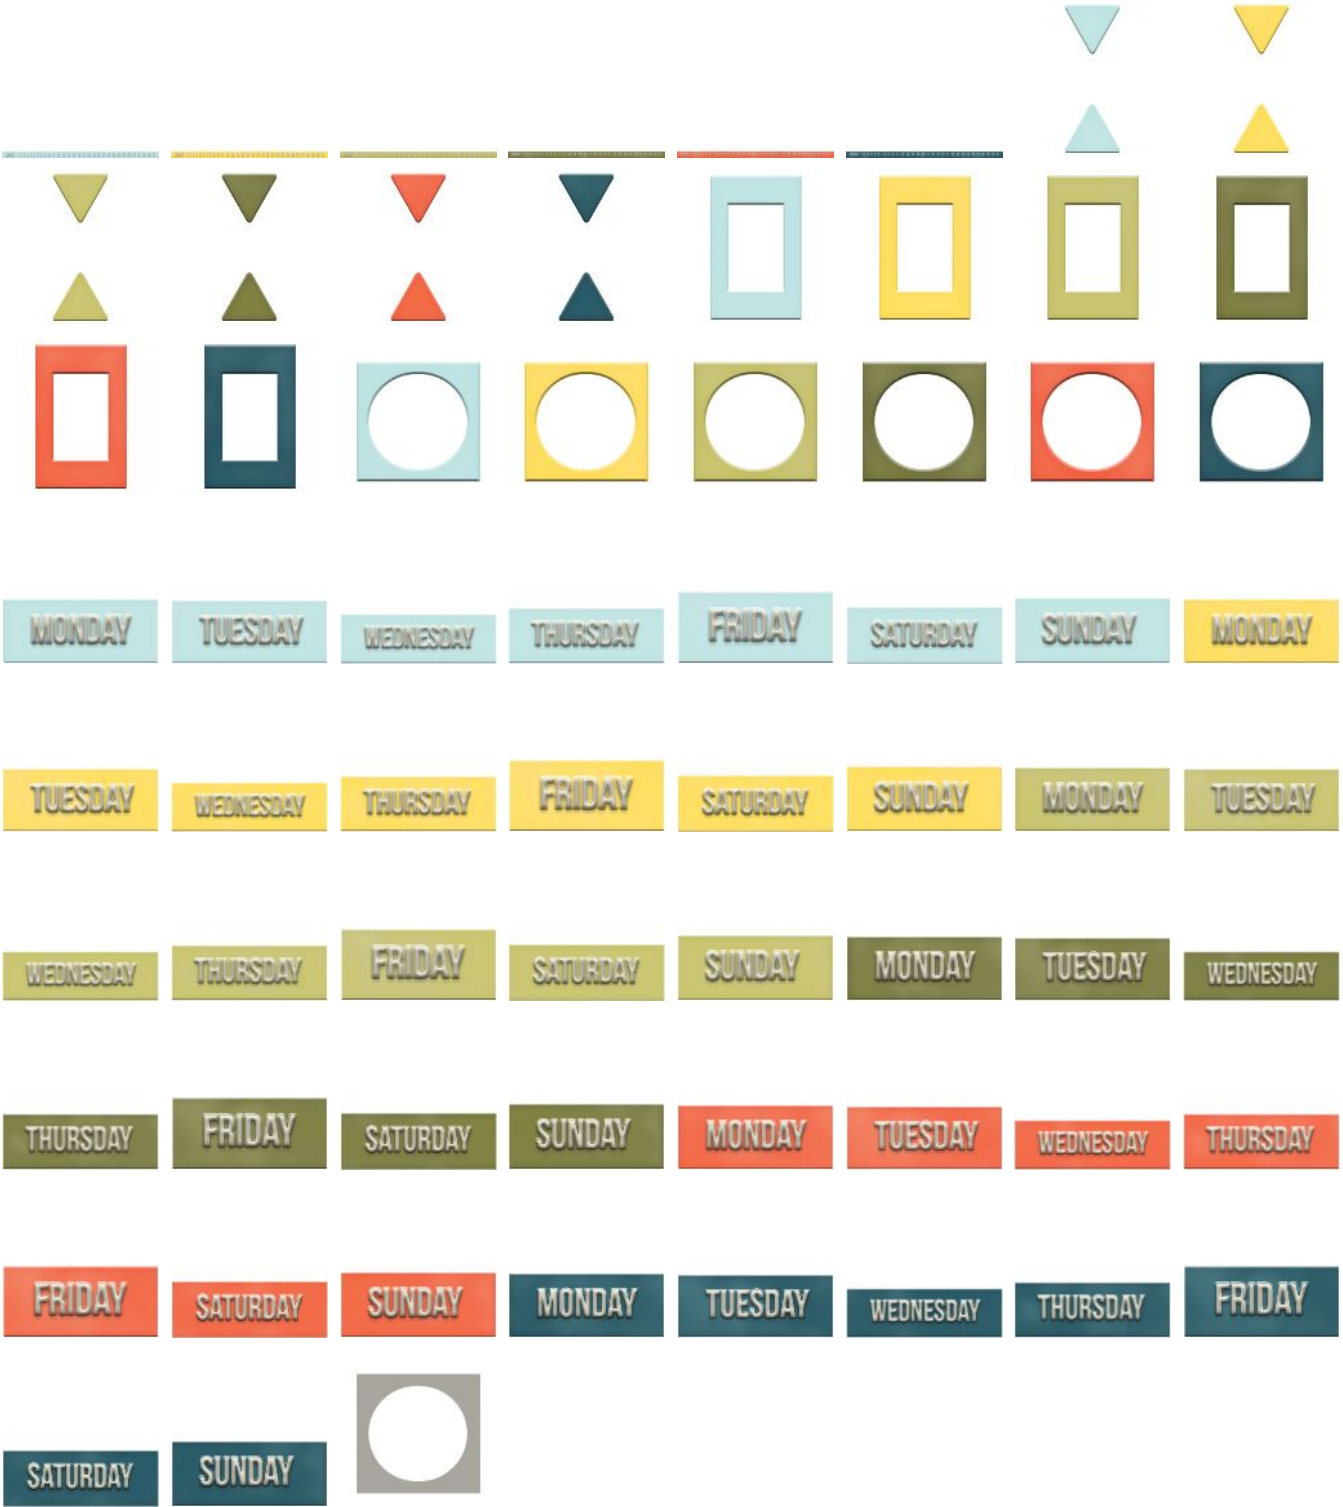 MONDAY TUESDAY WEDNESDAY THURSDAY FRIDAY SATURDAY SUNDAY MONDAY
TUESDAY WEDNESDAY THURSDAY FRIDAY SATURDAY SUNDAY MONDAY TUESDAY
WEDNESDAY THURSDAY FRIDAY SATURDAY SUNDAY MONDAY TUESDAY WEDNESDAY
THURSDAY FRIDAY SATURDAY SUNDAY MONDAY TUESDAY WEDNESDAY THURSDAY
FRIDAY SATURDAY SUNDAY MONDAY TUESDAY WEDNESDAY THURSDAY FRIDAY
SATURDAY SUNDAY